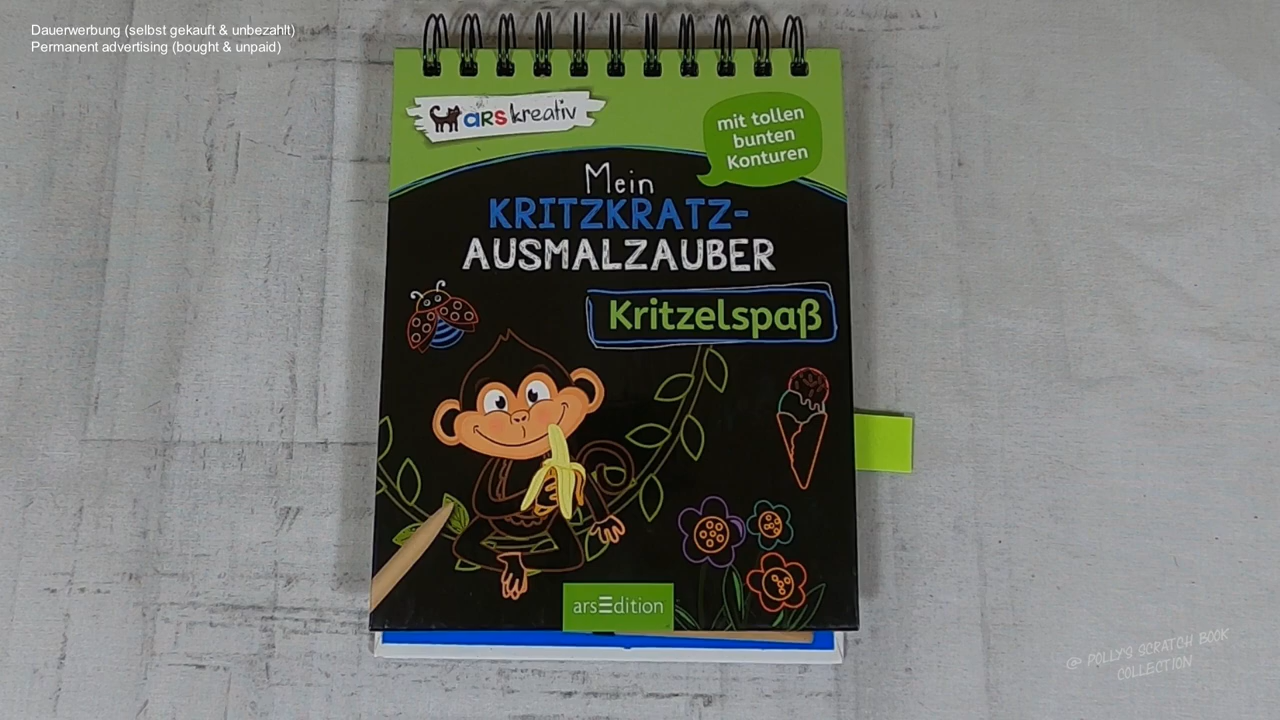 Dauerwerbung (selbst gekauft & unbezahlt)
Permanent advertising (bought & unpaid)
ars kreativ
mit tollen
bunten
Konturen
Mein
KRITZKRATZ-
AUSMALZAUBER
Kritzelspaß
arsEdition
@ POLLY'S SCRATCH BOOK
COLLECTION